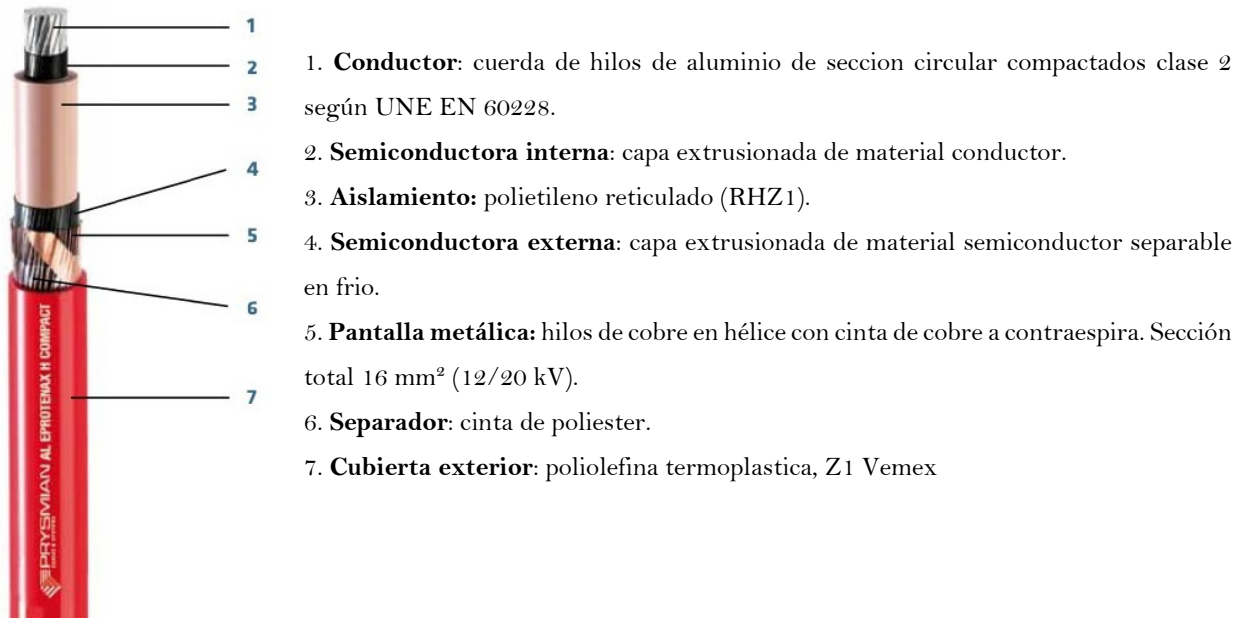 1
2
3
4
5
6
7
PRYSMIAN AL EPROTENAX H COMPACT
1. Conductor: cuerda de hilos de aluminio de seccion circular compactados clase 2
según UNE EN 60228.
2. Semiconductora interna: capa extrusionada de material conductor.
3. Aislamiento: polietileno reticulado (RHZ1).
4. Semiconductora externa: capa extrusionada de material semiconductor separable
en frio.
5. Pantalla metálica: hilos de cobre en hélice con cinta de cobre a contraespira. Sección
total 16 mm² (12/20 kV).
6. Separador: cinta de poliester.
7. Cubierta exterior: poliolefina termoplastica, Z1 Vemex